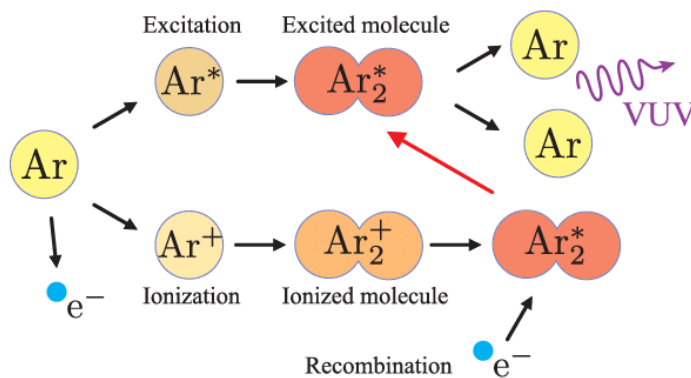 Excitation
Excited molecule
Ar
Ar*
Ar₂*
VUV
Ar
Ar
Ar⁺
Ar₂⁺
Ar₂*
Ionization
Ionized molecule
e⁻
Recombination
e⁻